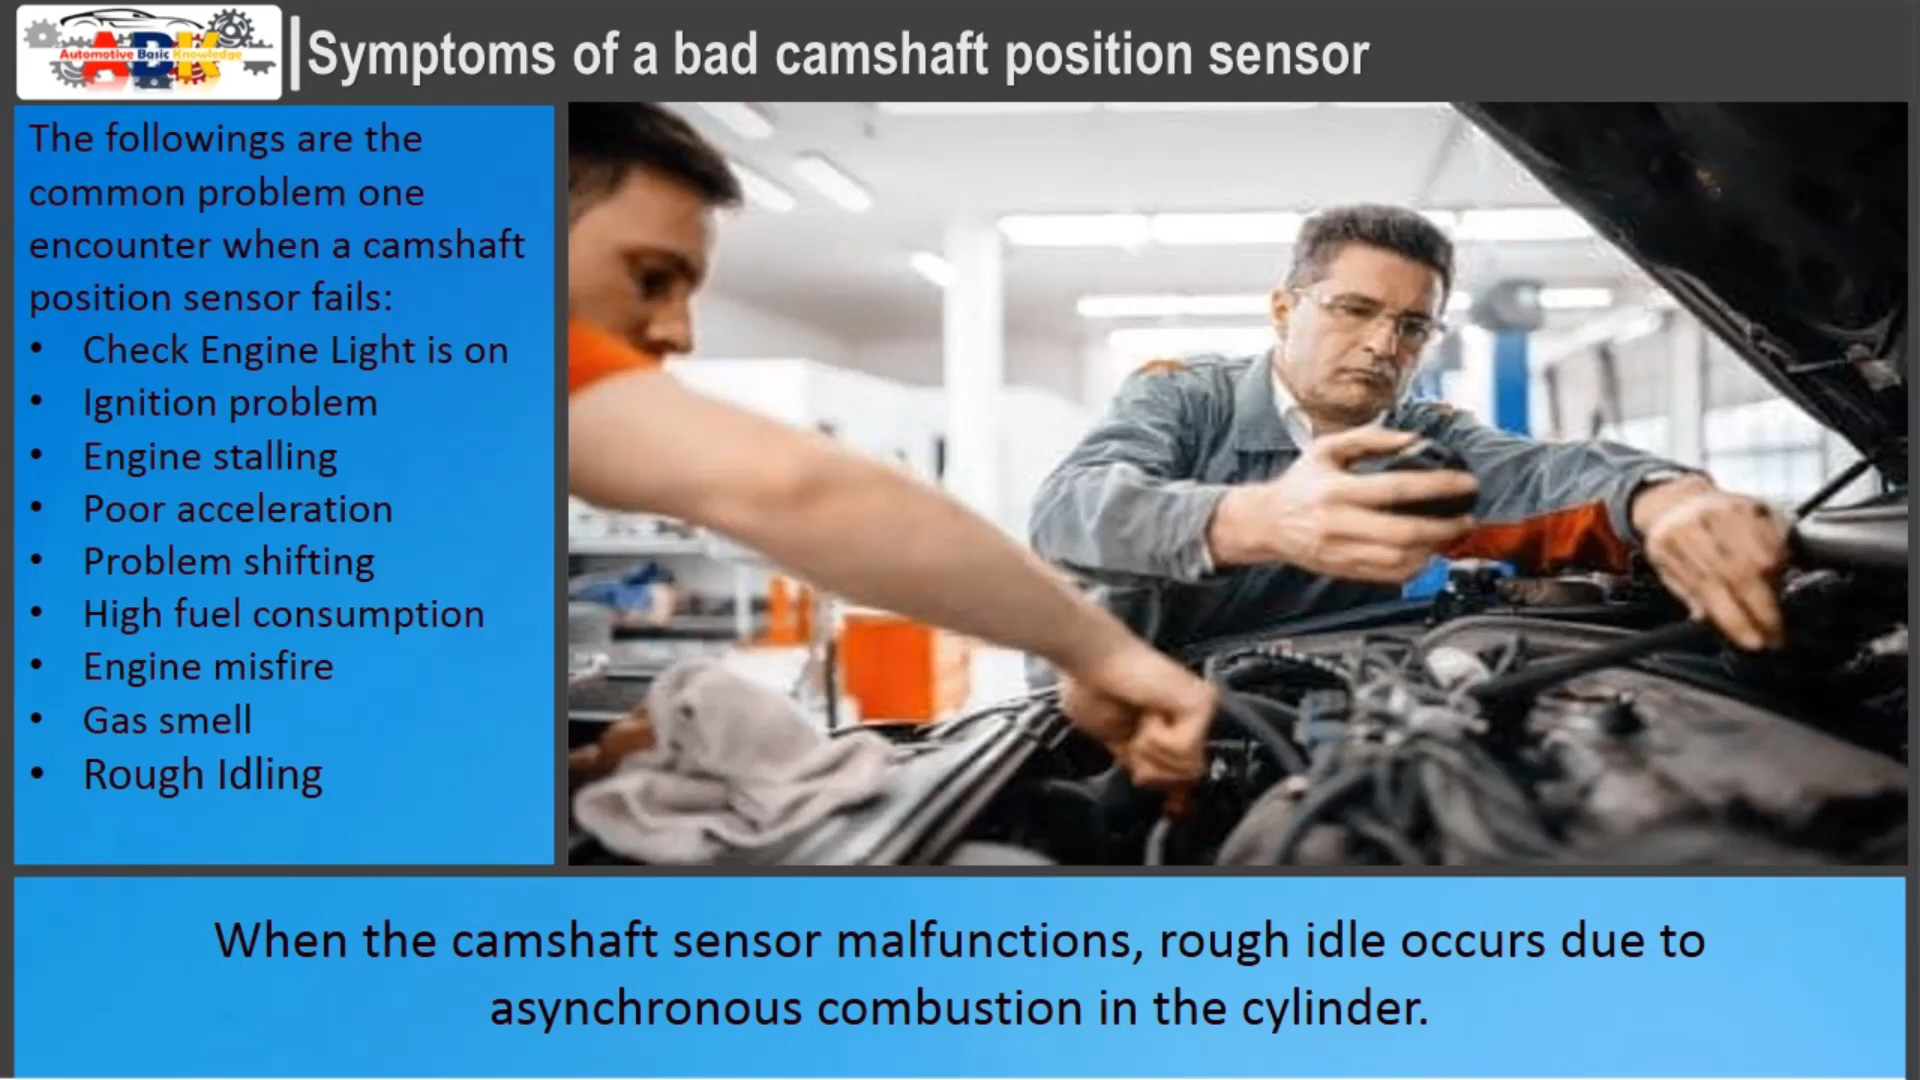 Automotive Basic Knowledge
ABK
Symptoms of a bad camshaft position sensor
The followings are the
common problem one
encounter when a camshaft
position sensor fails:
• Check Engine Light is on
• Ignition problem
• Engine stalling
• Poor acceleration
• Problem shifting
• High fuel consumption
• Engine misfire
• Gas smell
• Rough Idling
When the camshaft sensor malfunctions, rough idle occurs due to
asynchronous combustion in the cylinder.